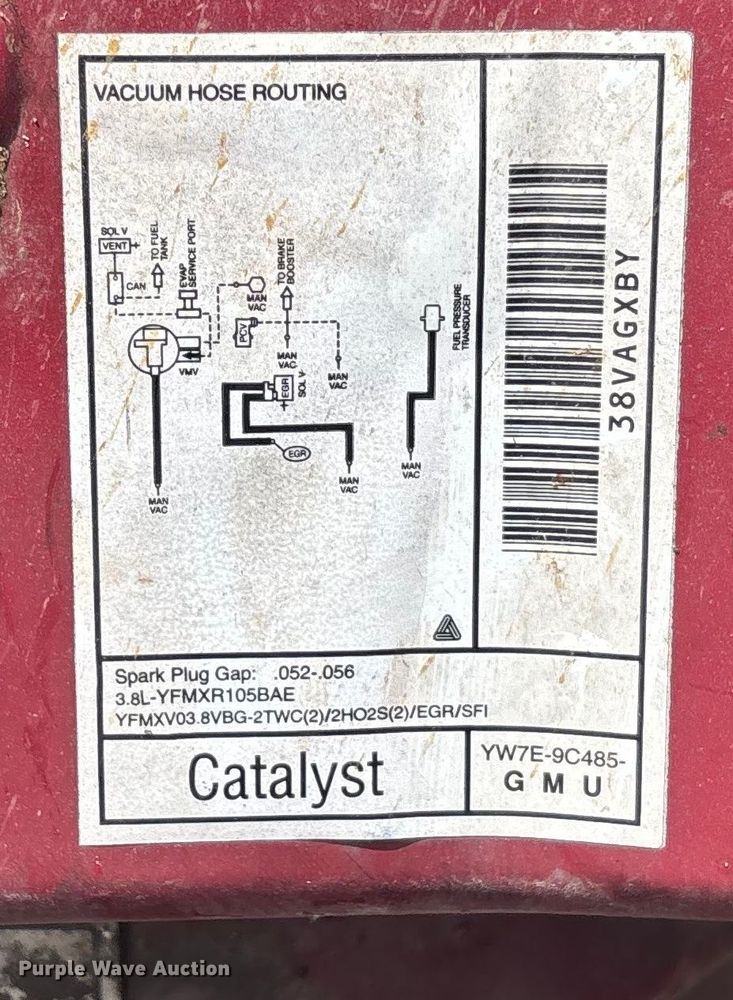 VACUUM HOSE ROUTING
SOL V
VENT
TO FUEL
TANK
EVAP
SERVICE PORT
CAN
MAN
VAC
TO BRAKE
BOOSTER
PCV
VMV
MAN
VAC
MAN
VAC
EGR
SOL V
FUEL PRESSURE
TRANSDUCER
EGR
MAN
VAC
MAN
VAC
MAN
VAC
38VAGXBY
Spark Plug Gap: .052-.056
3.8L-YFMXR105BAE
YFMXV03.8VBG-2TWC(2)/2HO2S(2)/EGR/SFI
Catalyst
YW7E-9C485-
G M U
Purple Wave Auction